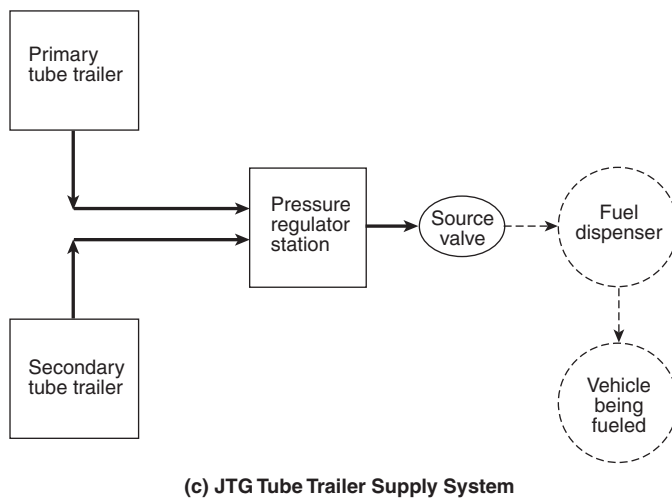 Primary
tube trailer
Pressure
regulator
station
Source
valve
Fuel
dispenser
Secondary
tube trailer
Vehicle
being
fueled
(c) JTG Tube Trailer Supply System